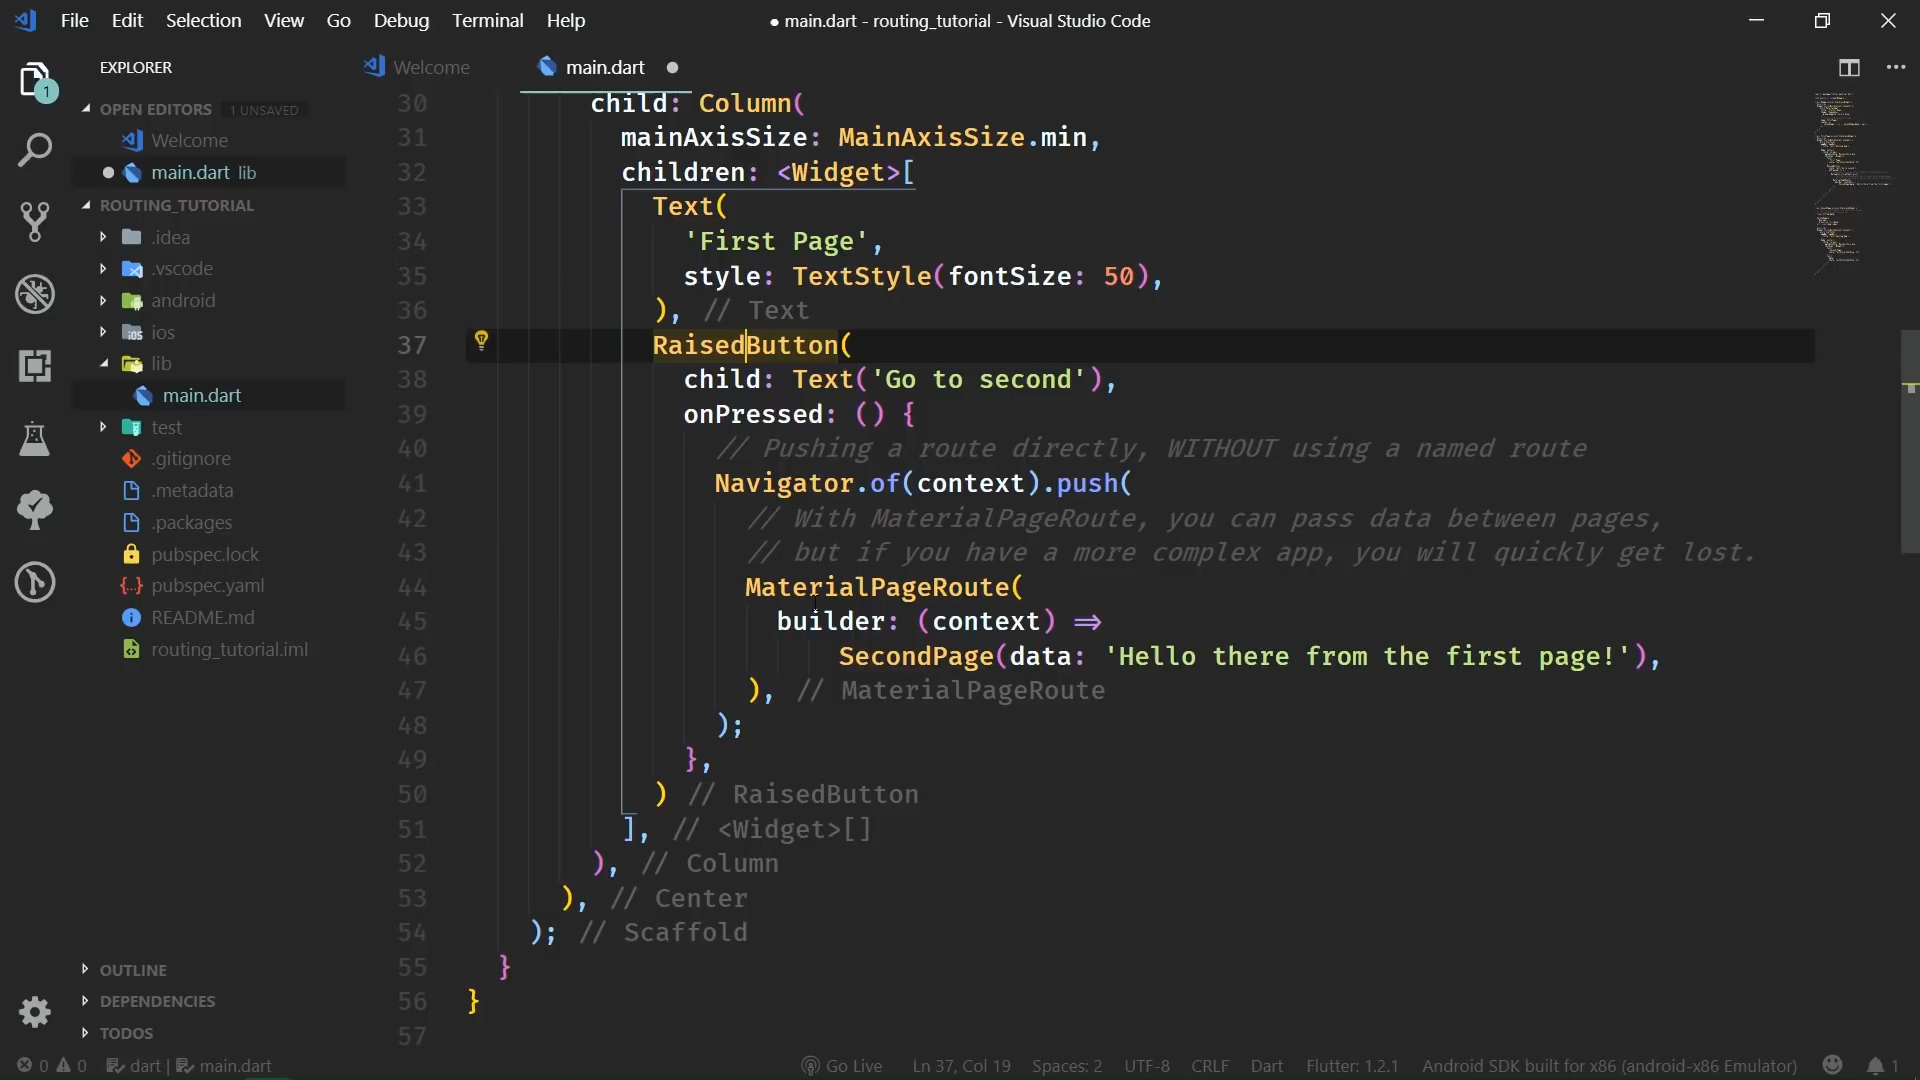 File Edit Selection View Go Debug Terminal Help
● main.dart - routing_tutorial - Visual Studio Code
EXPLORER
Welcome
main.dart
1
OPEN EDITORS 1 UNSAVED
Welcome
main.dart lib
ROUTING_TUTORIAL
.idea
.vscode
android
ios
lib
main.dart
test
.gitignore
.metadata
.packages
pubspec.lock
pubspec.yaml
README.md
routing_tutorial.iml
OUTLINE
DEPENDENCIES
TODOS
30 child: Column(
31 mainAxisSize: MainAxisSize.min,
32 children: <Widget>[
33 Text(
34 'First Page',
35 style: TextStyle(fontSize: 50),
36 ), // Text
37 RaisedButton(
38 child: Text('Go to second'),
39 onPressed: () {
40 // Pushing a route directly, WITHOUT using a named route
41 Navigator.of(context).push(
42 // With MaterialPageRoute, you can pass data between pages,
43 // but if you have a more complex app, you will quickly get lost.
44 MaterialPageRoute(
45 builder: (context) =>
46 SecondPage(data: 'Hello there from the first page!'),
47 ), // MaterialPageRoute
48 );
49 },
50 ) // RaisedButton
51 ], // <Widget>[]
52 ), // Column
53 ), // Center
54 ); // Scaffold
55 }
56 }
57
0 0 dart | main.dart Go Live Ln 37, Col 19 Spaces: 2 UTF-8 CRLF Dart Flutter: 1.2.1 Android SDK built for x86 (android-x86 Emulator) 1